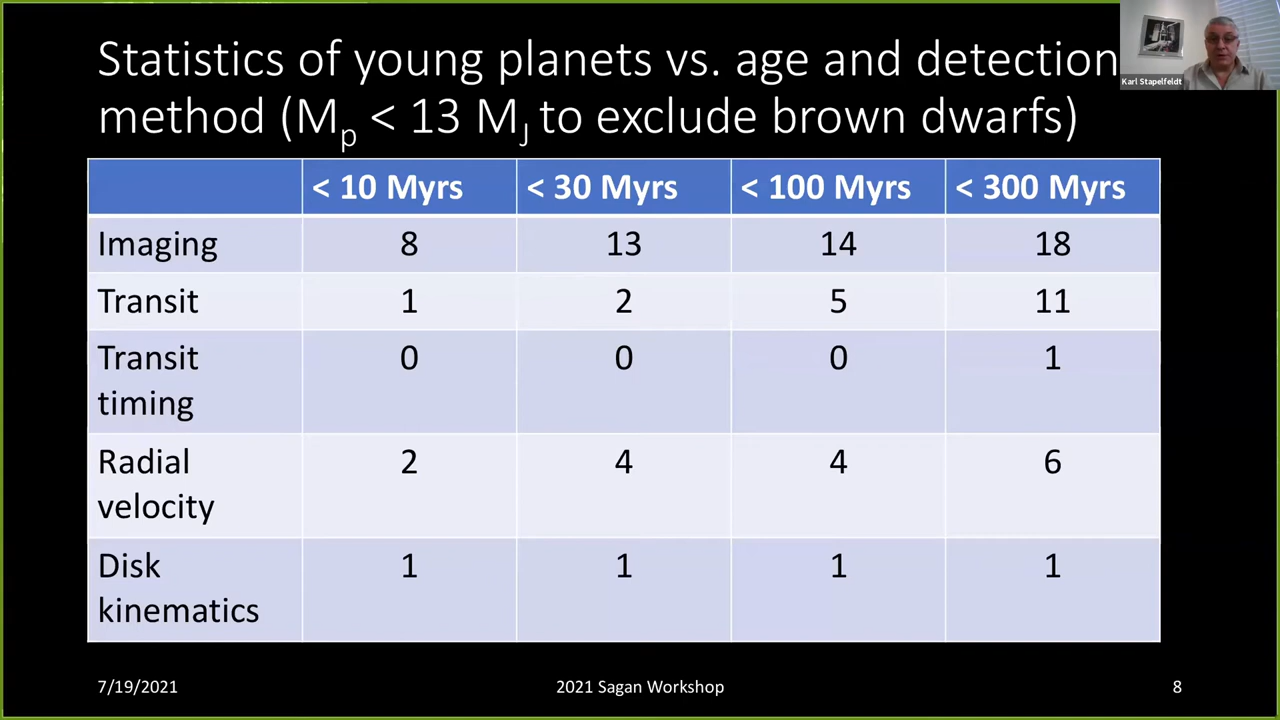 Statistics of young planets vs. age and detection
method (Mp < 13 MJ to exclude brown dwarfs)
Karl Stapelfeldt
< 10 Myrs < 30 Myrs < 100 Myrs < 300 Myrs
Imaging 8 13 14 18
Transit 1 2 5 11
Transit 0 0 0 1
timing
Radial 2 4 4 6
velocity
Disk 1 1 1 1
kinematics
7/19/2021 2021 Sagan Workshop 8